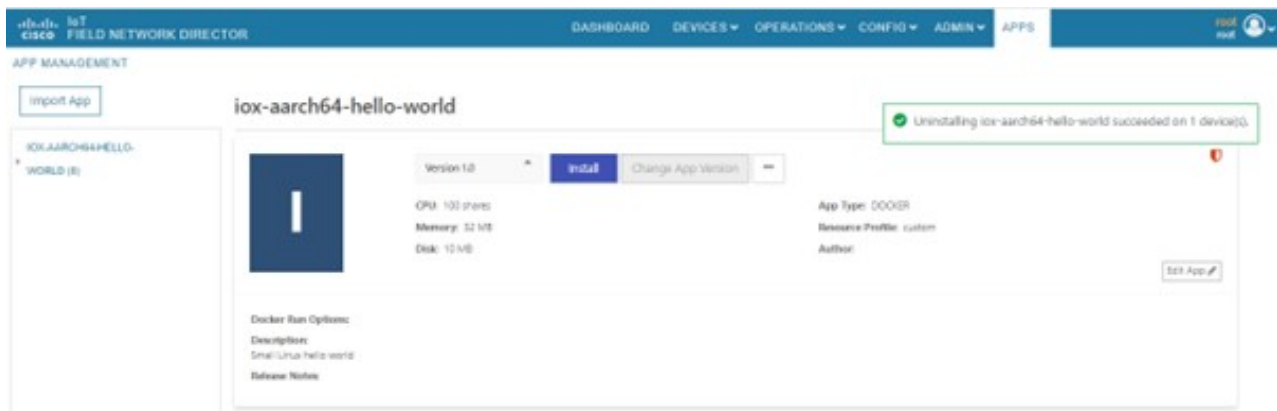 cisco IoT
FIELD NETWORK DIRECTOR
DASHBOARD DEVICES OPERATIONS CONFIG ADMIN APPS
root
root
APP MANAGEMENT
Import App
iox-aarch64-hello-world
Uninstalling iox-aarch64-hello-world succeeded on 1 device(s).
IOX-AARCH64-HELLO-
WORLD (8)
I
Version 1.0 Install Change App Version
CPU: 100 shares
Memory: 32 MB
Disk: 10 MB
App Type: DOCKER
Resource Profile: custom
Author:
Edit App
Docker Run Options:
Description:
Small Linux hello world
Release Notes: